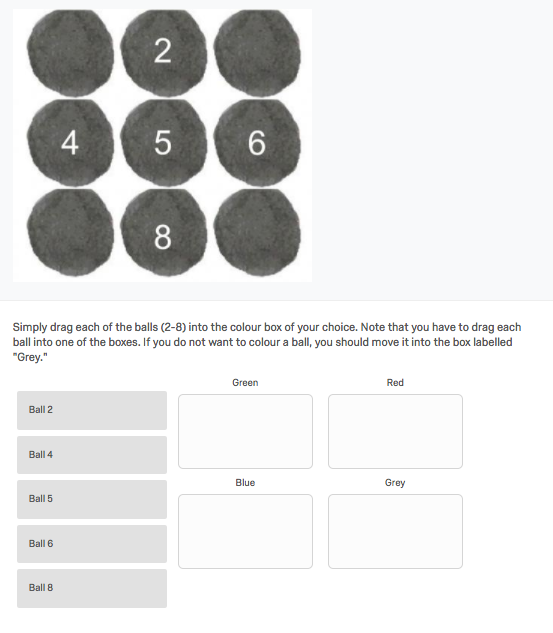 2
4 5 6
8
Simply drag each of the balls (2-8) into the colour box of your choice. Note that you have to drag each
ball into one of the boxes. If you do not want to colour a ball, you should move it into the box labelled
"Grey."
Green Red
Ball 2
Ball 4
Blue Grey
Ball 5
Ball 6
Ball 8